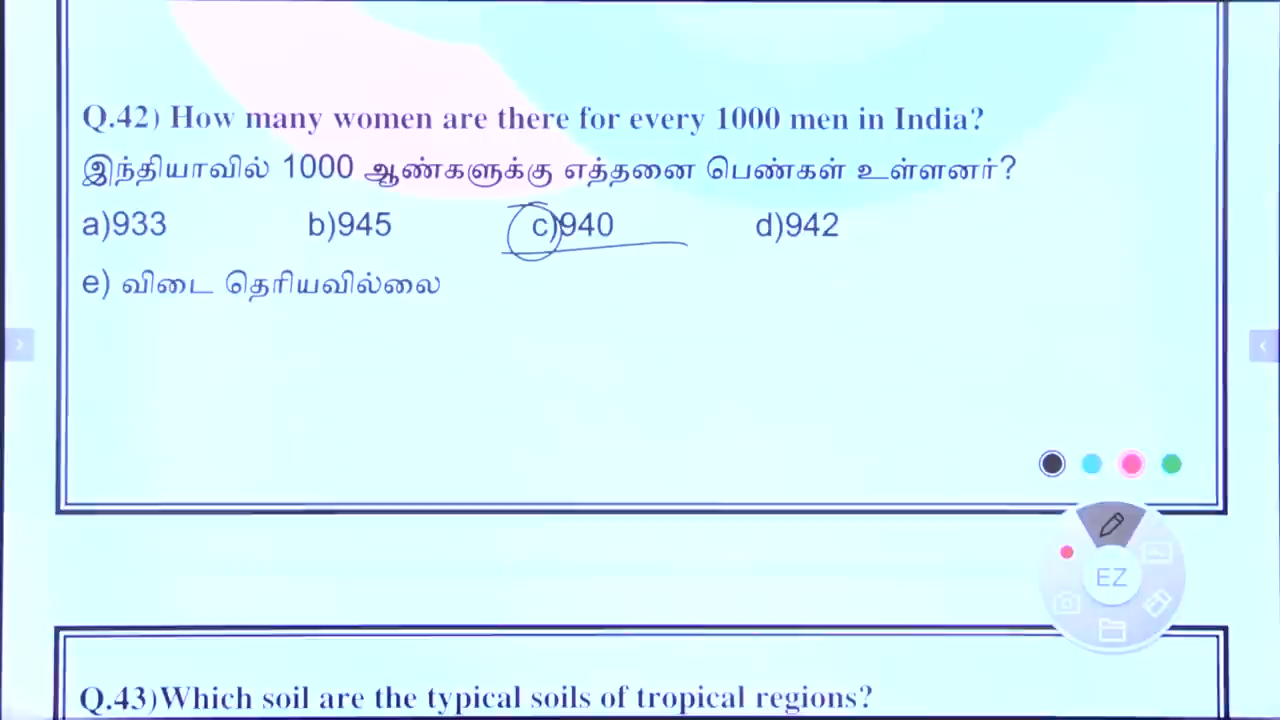 Q.42) How many women are there for every 1000 men in India?
இந்தியாவில் 1000 ஆண்களுக்கு எத்தனை பெண்கள் உள்ளனர்?
a)933 b)945 c)940 d)942
e) விடை தெரியவில்லை
EZ
Q.43)Which soil are the typical soils of tropical regions?